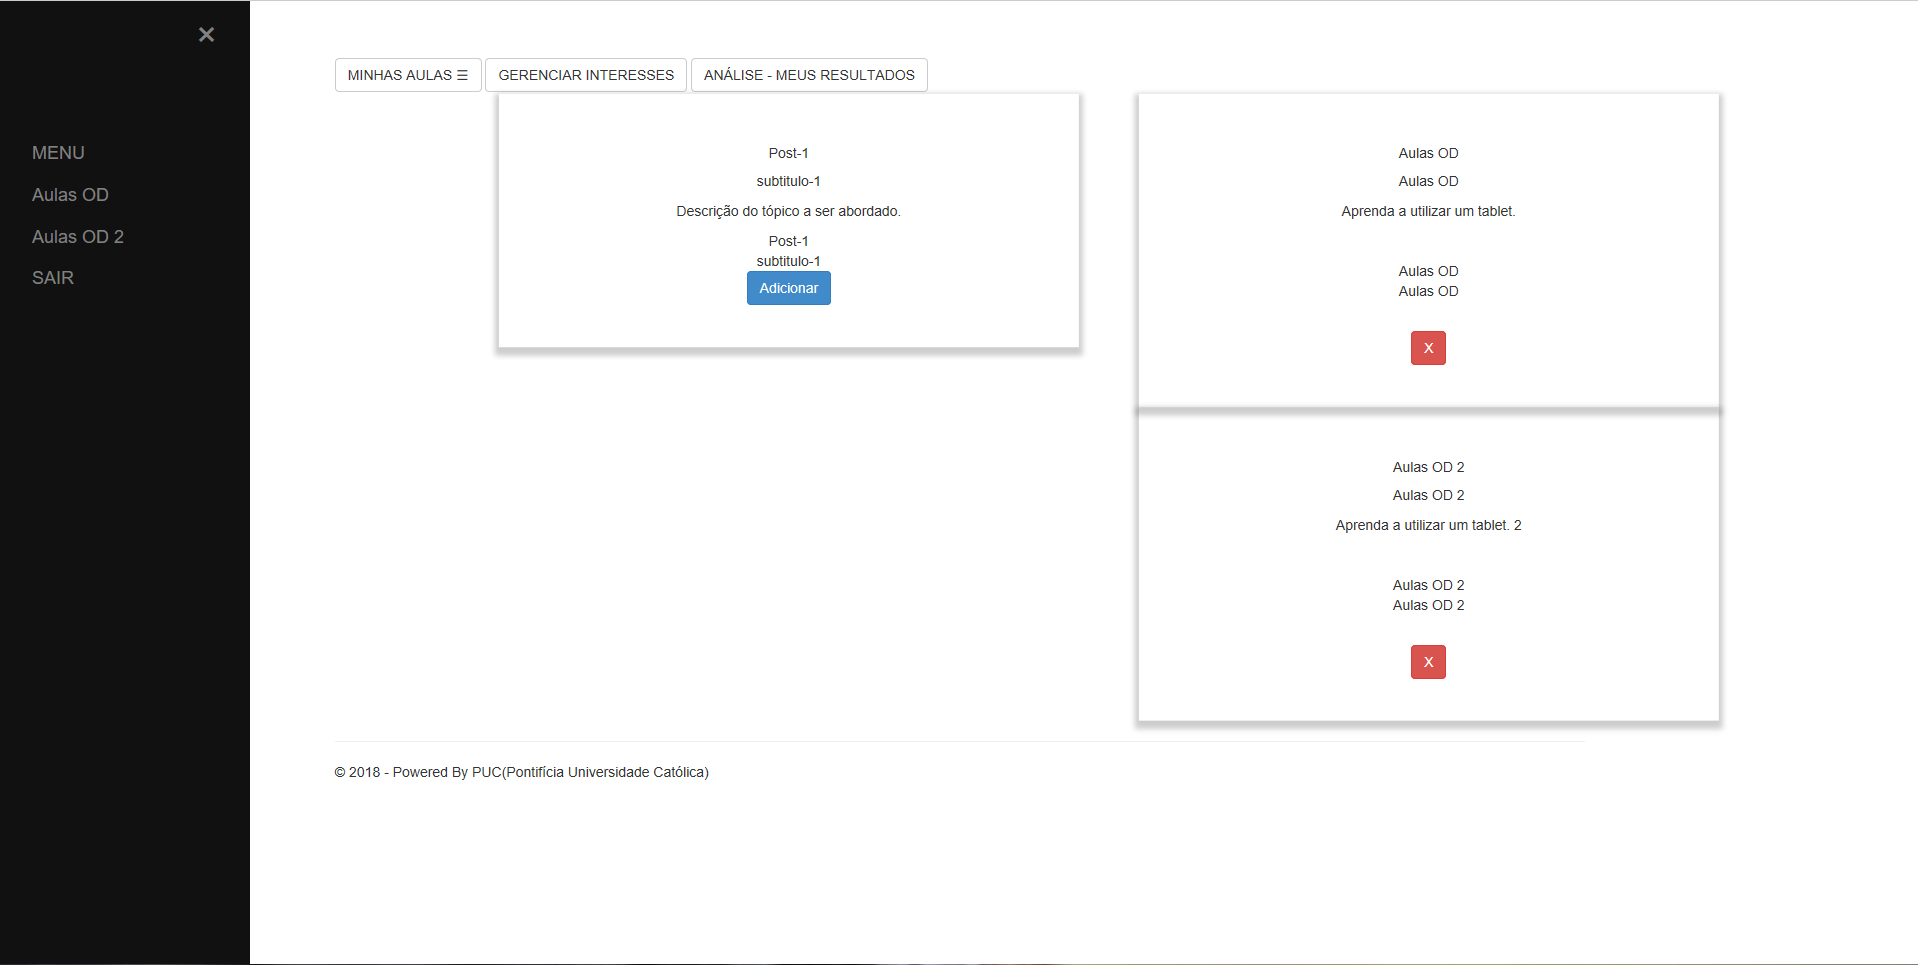 ×
MENU
Aulas OD
Aulas OD 2
SAIR
MINHAS AULAS ☰
GERENCIAR INTERESSES
ANÁLISE - MEUS RESULTADOS
Post-1
subtitulo-1
Descrição do tópico a ser abordado.
Post-1
subtitulo-1
Adicionar
Aulas OD
Aulas OD
Aprenda a utilizar um tablet.
Aulas OD
Aulas OD
X
Aulas OD 2
Aulas OD 2
Aprenda a utilizar um tablet. 2
Aulas OD 2
Aulas OD 2
X
© 2018 - Powered By PUC(Pontifícia Universidade Católica)